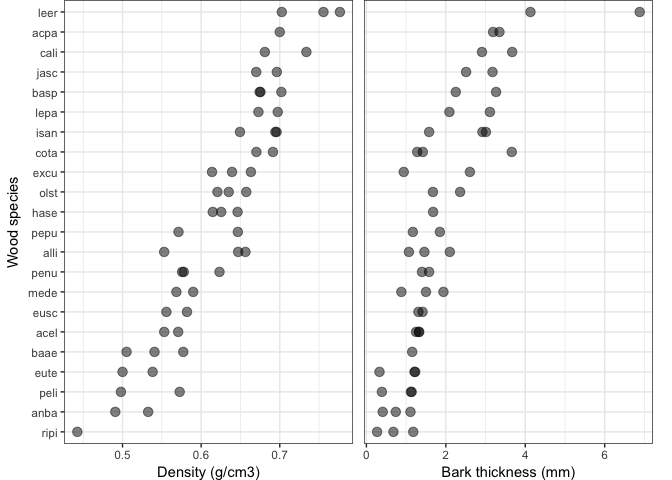 Wood species
leer
acpa
cali
jasc
basp
lepa
isan
cota
excu
olst
hase
pepu
alli
penu
mede
eusc
acel
baae
eute
peli
anba
ripi
0.5 0.6 0.7
Density (g/cm3)
0 2 4 6
Bark thickness (mm)